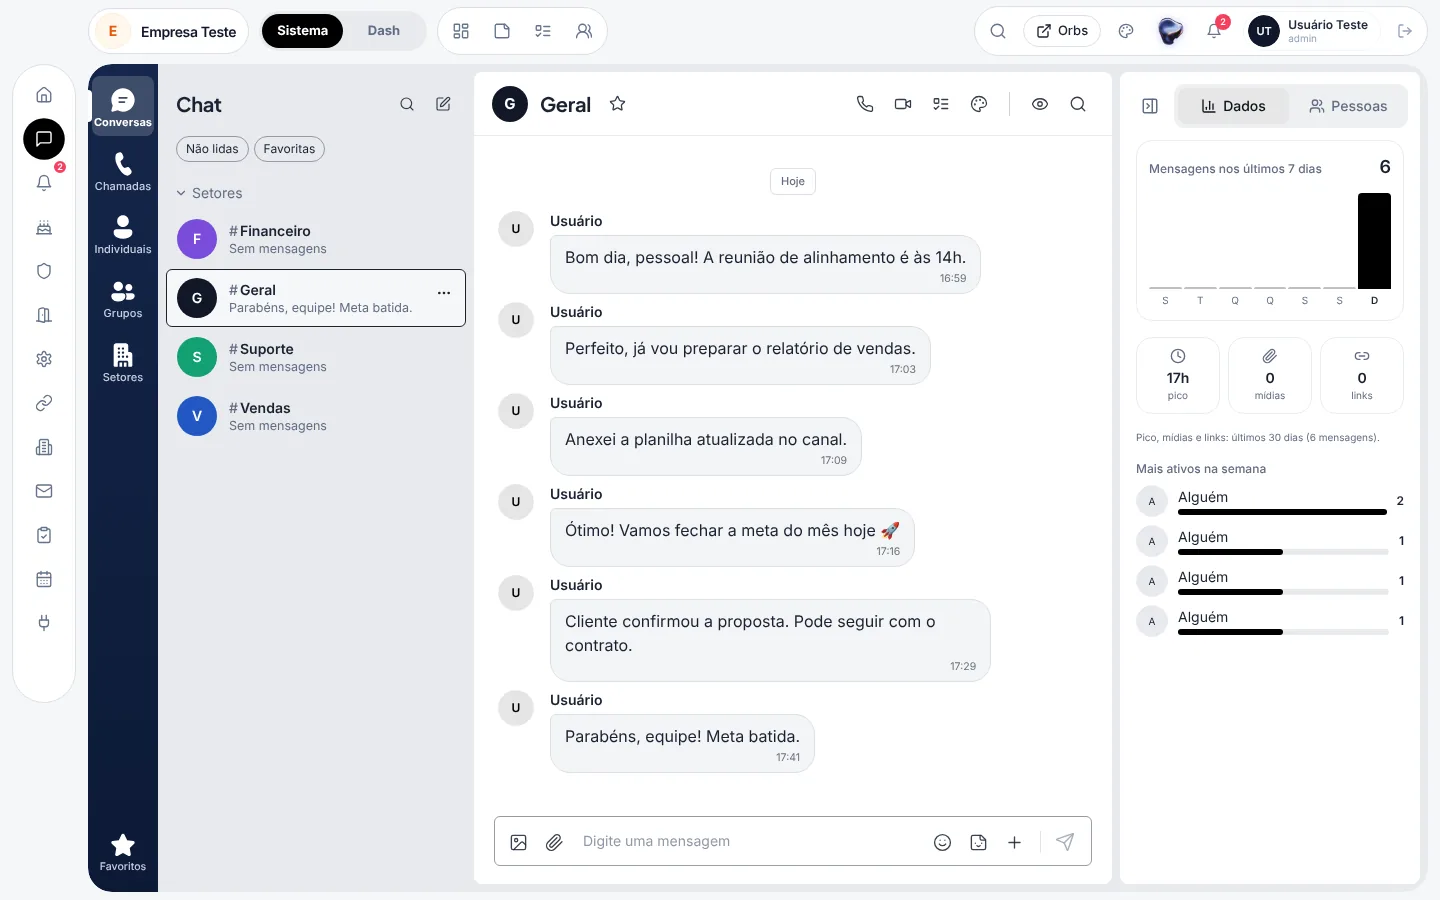 E Empresa Teste
Sistema
Dash
Orbs
2
UT
Usuário Teste
admin
2
Conversas
Chamadas
Individuais
Grupos
Setores
Favoritos
Chat
Não lidas
Favoritas
Setores
F
# Financeiro
Sem mensagens
G
# Geral
Parabéns, equipe! Meta batida.
S
# Suporte
Sem mensagens
V
# Vendas
Sem mensagens
G Geral
Hoje
U
Usuário
Bom dia, pessoal! A reunião de alinhamento é às 14h.
16:59
U
Usuário
Perfeito, já vou preparar o relatório de vendas.
17:03
U
Usuário
Anexei a planilha atualizada no canal.
17:09
U
Usuário
Ótimo! Vamos fechar a meta do mês hoje 🚀
17:16
U
Usuário
Cliente confirmou a proposta. Pode seguir com o
contrato.
17:29
U
Usuário
Parabéns, equipe! Meta batida.
17:41
Digite uma mensagem
Dados
Pessoas
Mensagens nos últimos 7 dias 6
S T Q Q S S D
17h
pico
0
mídias
0
links
Pico, mídias e links: últimos 30 dias (6 mensagens).
Mais ativos na semana
A Alguém 2
A Alguém 1
A Alguém 1
A Alguém 1